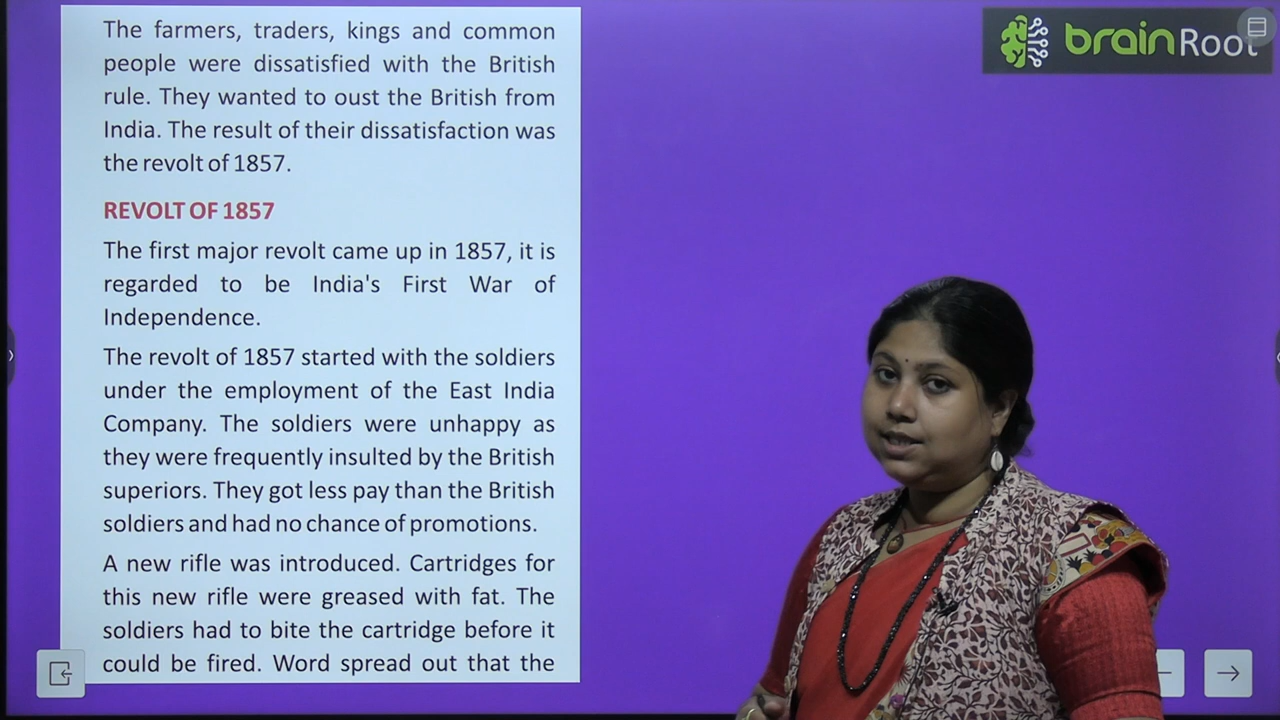 The farmers, traders, kings and common
people were dissatisfied with the British
rule. They wanted to oust the British from
India. The result of their dissatisfaction was
the revolt of 1857.
REVOLT OF 1857
The first major revolt came up in 1857, it is
regarded to be India's First War of
Independence.
The revolt of 1857 started with the soldiers
under the employment of the East India
Company. The soldiers were unhappy as
they were frequently insulted by the British
superiors. They got less pay than the British
soldiers and had no chance of promotions.
A new rifle was introduced. Cartridges for
this new rifle were greased with fat. The
soldiers had to bite the cartridge before it
could be fired. Word spread out that the
brainRoot